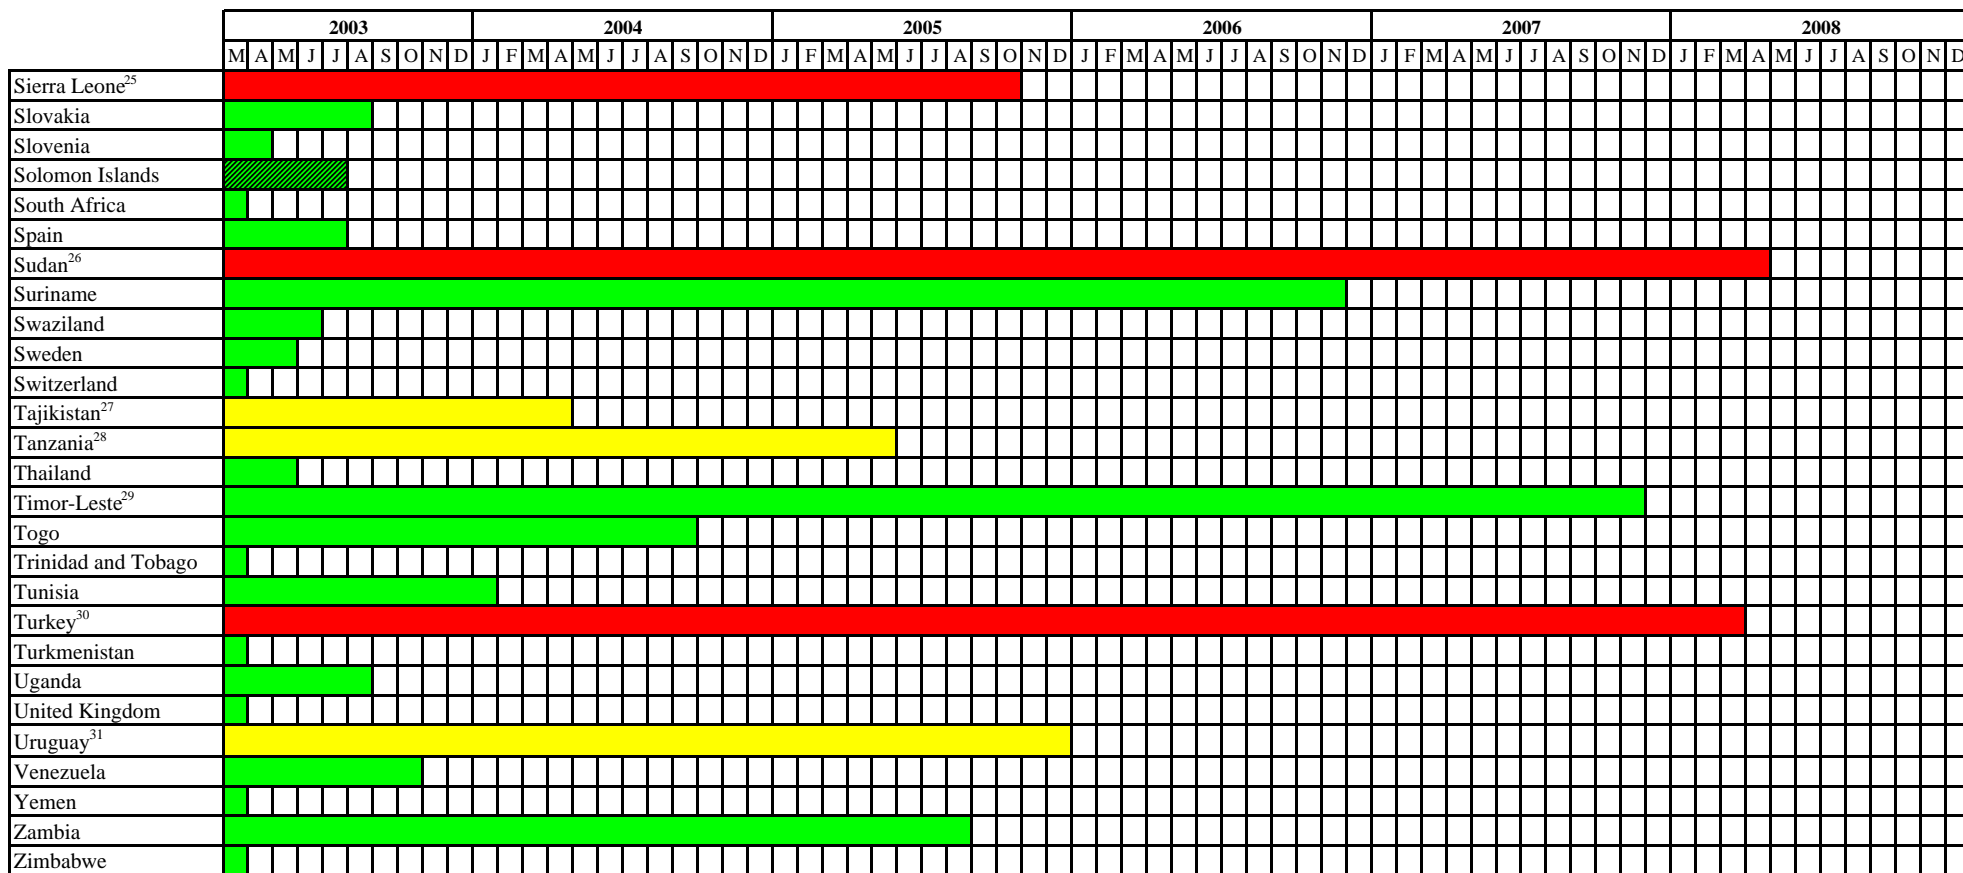 2003 2004 2005 2006 2007 2008
M A M J J A S O N D J F M A M J J A S O N D J F M A M J J A S O N D J F M A M J J A S O N D J F M A M J J A S O N D J F M A M J J A S O N D
Sierra Leone25
Slovakia
Slovenia
Solomon Islands
South Africa
Spain
Sudan26
Suriname
Swaziland
Sweden
Switzerland
Tajikistan27
Tanzania28
Thailand
Timor-Leste29
Togo
Trinidad and Tobago
Tunisia
Turkey30
Turkmenistan
Uganda
United Kingdom
Uruguay31
Venezuela
Yemen
Zambia
Zimbabwe